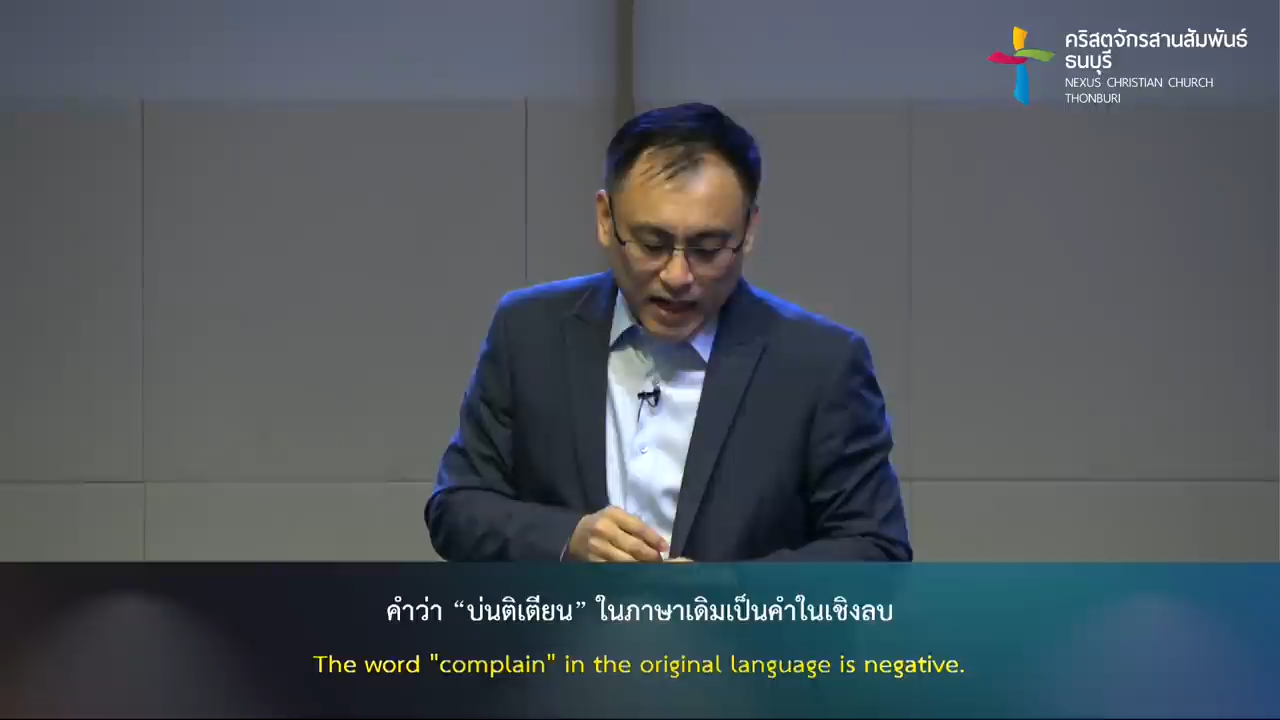 คริสตจักรสานสัมพันธ์
ธนบุรี
NEXUS CHRISTIAN CHURCH
THONBURI
คำว่า “บ่นติเตียน” ในภาษาเดิมเป็นคำในเชิงลบ
The word "complain" in the original language is negative.